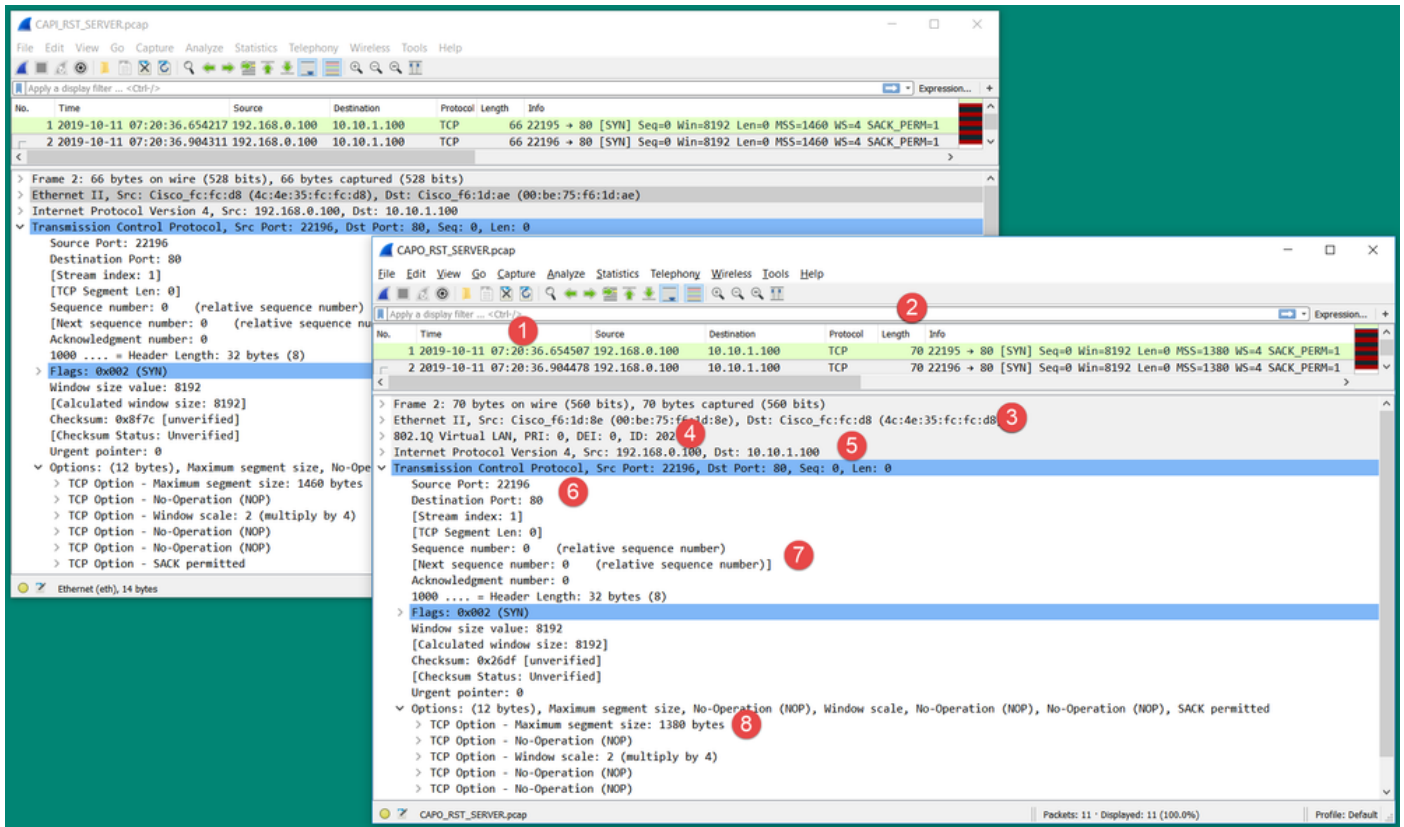 CAPI_RST_SERVER.pcap
File Edit View Go Capture Analyze Statistics Telephony Wireless Tools Help
Apply a display filter ... <Ctrl-/>
Expression... +
No. Time Source Destination Protocol Length Info
1 2019-10-11 07:20:36.654217 192.168.0.100 10.10.1.100 TCP 66 22195 → 80 [SYN] Seq=0 Win=8192 Len=0 MSS=1460 WS=4 SACK_PERM=1
2 2019-10-11 07:20:36.904311 192.168.0.100 10.10.1.100 TCP 66 22196 → 80 [SYN] Seq=0 Win=8192 Len=0 MSS=1460 WS=4 SACK_PERM=1
Frame 2: 66 bytes on wire (528 bits), 66 bytes captured (528 bits)
Ethernet II, Src: Cisco_fc:fc:d8 (4c:4e:35:fc:fc:d8), Dst: Cisco_f6:1d:ae (00:be:75:f6:1d:ae)
Internet Protocol Version 4, Src: 192.168.0.100, Dst: 10.10.1.100
Transmission Control Protocol, Src Port: 22196, Dst Port: 80, Seq: 0, Len: 0
Source Port: 22196
Destination Port: 80
[Stream index: 1]
[TCP Segment Len: 0]
Sequence number: 0 (relative sequence number)
[Next sequence number: 0 (relative sequence nu
Acknowledgment number: 0
1000 .... = Header Length: 32 bytes (8)
Flags: 0x002 (SYN)
Window size value: 8192
[Calculated window size: 8192]
Checksum: 0x8f7c [unverified]
[Checksum Status: Unverified]
Urgent pointer: 0
Options: (12 bytes), Maximum segment size, No-Ope
TCP Option - Maximum segment size: 1460 bytes
TCP Option - No-Operation (NOP)
TCP Option - Window scale: 2 (multiply by 4)
TCP Option - No-Operation (NOP)
TCP Option - No-Operation (NOP)
TCP Option - SACK permitted
Ethernet (eth), 14 bytes
CAPO_RST_SERVER.pcap
File Edit View Go Capture Analyze Statistics Telephony Wireless Tools Help
Apply a display filter ... <Ctrl-/>
Expression... +
1
2
No. Time Source Destination Protocol Length Info
1 2019-10-11 07:20:36.654507 192.168.0.100 10.10.1.100 TCP 70 22195 → 80 [SYN] Seq=0 Win=8192 Len=0 MSS=1380 WS=4 SACK_PERM=1
2 2019-10-11 07:20:36.904478 192.168.0.100 10.10.1.100 TCP 70 22196 → 80 [SYN] Seq=0 Win=8192 Len=0 MSS=1380 WS=4 SACK_PERM=1
Frame 2: 70 bytes on wire (560 bits), 70 bytes captured (560 bits)
Ethernet II, Src: Cisco_f6:1d:8e (00:be:75:f6:1d:8e), Dst: Cisco_fc:fc:d8 (4c:4e:35:fc:fc:d8) 3
802.1Q Virtual LAN, PRI: 0, DEI: 0, ID: 202 4
Internet Protocol Version 4, Src: 192.168.0.100, Dst: 10.10.1.100 5
Transmission Control Protocol, Src Port: 22196, Dst Port: 80, Seq: 0, Len: 0
Source Port: 22196
Destination Port: 80 6
[Stream index: 1]
[TCP Segment Len: 0]
Sequence number: 0 (relative sequence number)
[Next sequence number: 0 (relative sequence number)] 7
Acknowledgment number: 0
1000 .... = Header Length: 32 bytes (8)
Flags: 0x002 (SYN)
Window size value: 8192
[Calculated window size: 8192]
Checksum: 0x26df [unverified]
[Checksum Status: Unverified]
Urgent pointer: 0
Options: (12 bytes), Maximum segment size, No-Operation (NOP), Window scale, No-Operation (NOP), No-Operation (NOP), SACK permitted
TCP Option - Maximum segment size: 1380 bytes 8
TCP Option - No-Operation (NOP)
TCP Option - Window scale: 2 (multiply by 4)
TCP Option - No-Operation (NOP)
TCP Option - No-Operation (NOP)
CAPO_RST_SERVER.pcap
Packets: 11 · Displayed: 11 (100.0%)
Profile: Default